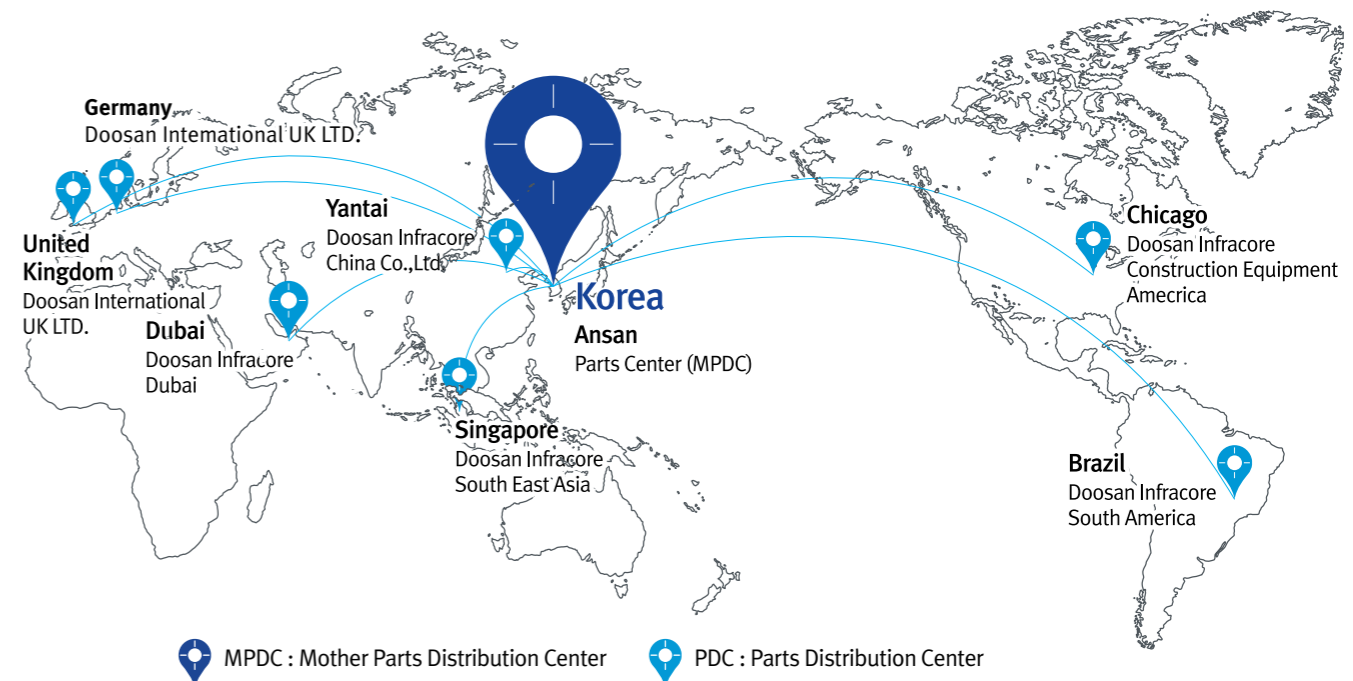 Germany
Doosan International UK LTD.
United
Kingdom
Doosan International
UK LTD.
Yantai
Doosan Infracore
China Co.,Ltd.
Dubai
Doosan Infracore
Dubai
Korea
Ansan
Parts Center (MPDC)
Singapore
Doosan Infracore
South East Asia
Chicago
Doosan Infracore
Construction Equipment
Amecrica
Brazil
Doosan Infracore
South America
MPDC : Mother Parts Distribution Center
PDC : Parts Distribution Center